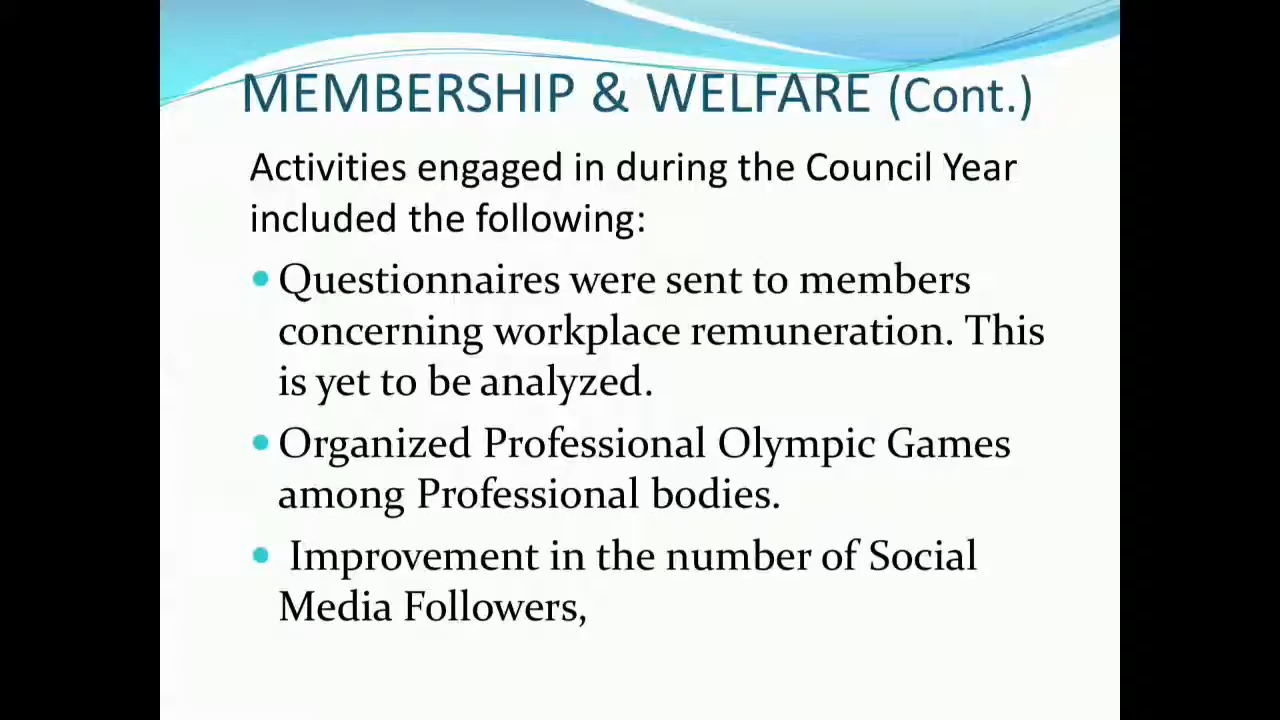 MEMBERSHIP & WELFARE (Cont.)
Activities engaged in during the Council Year
included the following:
• Questionnaires were sent to members
concerning workplace remuneration. This
is yet to be analyzed.
• Organized Professional Olympic Games
among Professional bodies.
• Improvement in the number of Social
Media Followers,